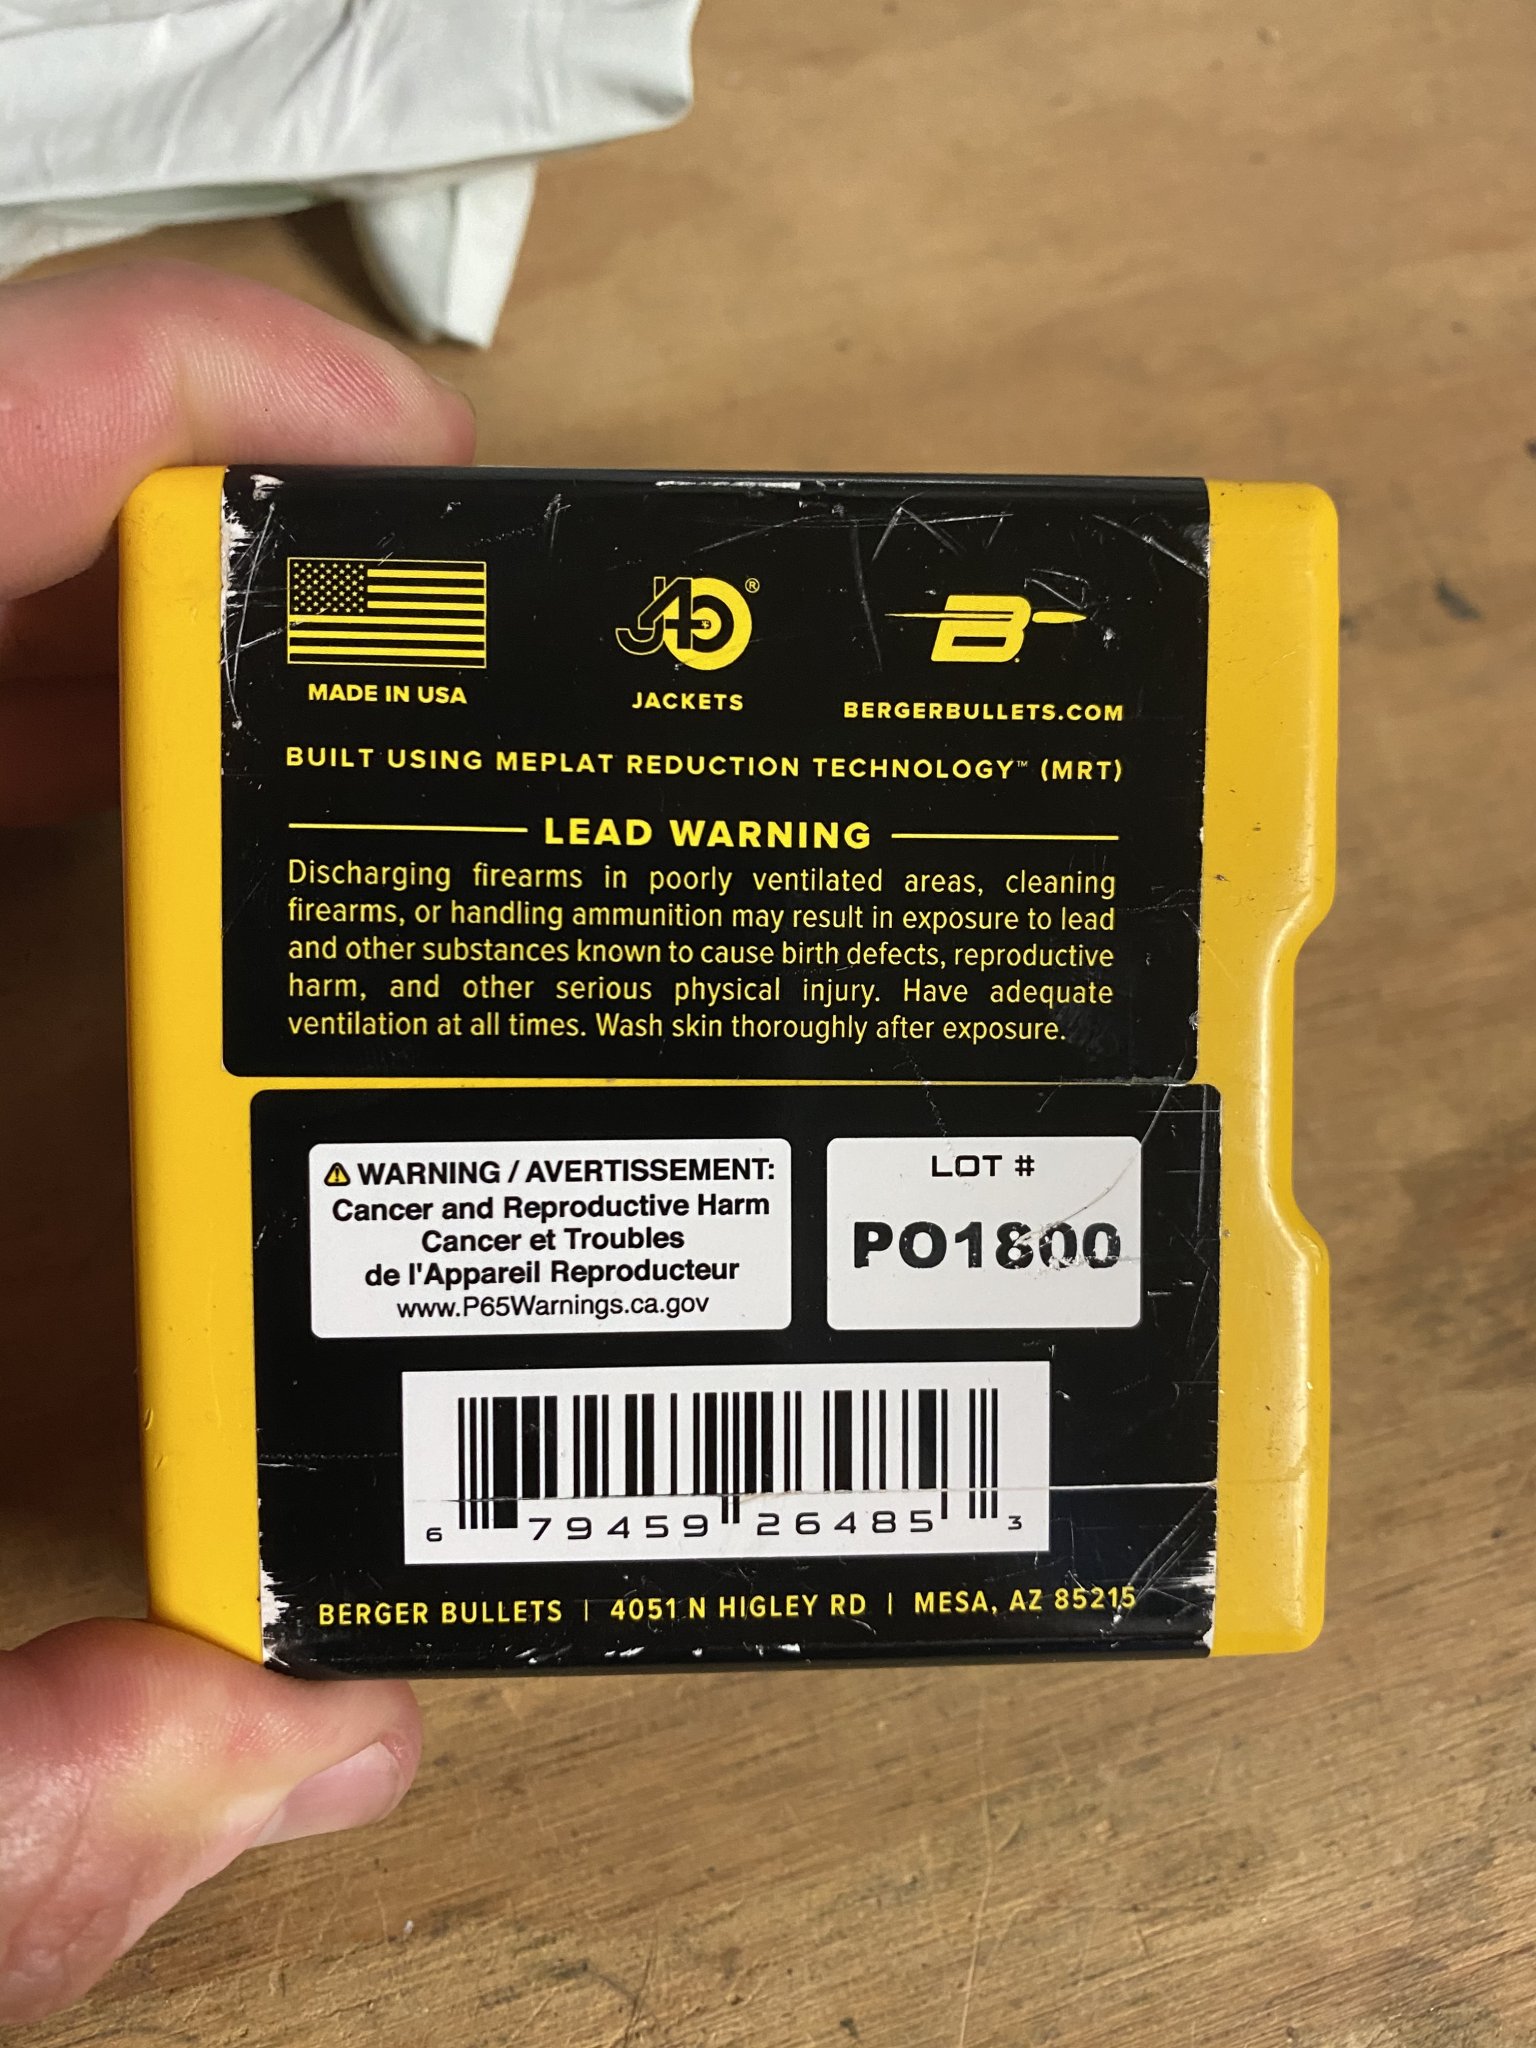 MADE IN USA
J4 ®
JACKETS
B
BERGERBULLETS.COM
BUILT USING MEPLAT REDUCTION TECHNOLOGY™ (MRT)
LEAD WARNING
Discharging firearms in poorly ventilated areas, cleaning
firearms, or handling ammunition may result in exposure to lead
and other substances known to cause birth defects, reproductive
harm, and other serious physical injury. Have adequate
ventilation at all times. Wash skin thoroughly after exposure.
WARNING / AVERTISSEMENT:
Cancer and Reproductive Harm
Cancer et Troubles
de l'Appareil Reproducteur
www.P65Warnings.ca.gov
LOT #
PO1800
6 79459 26485 3
BERGER BULLETS | 4051 N HIGLEY RD | MESA, AZ 85215